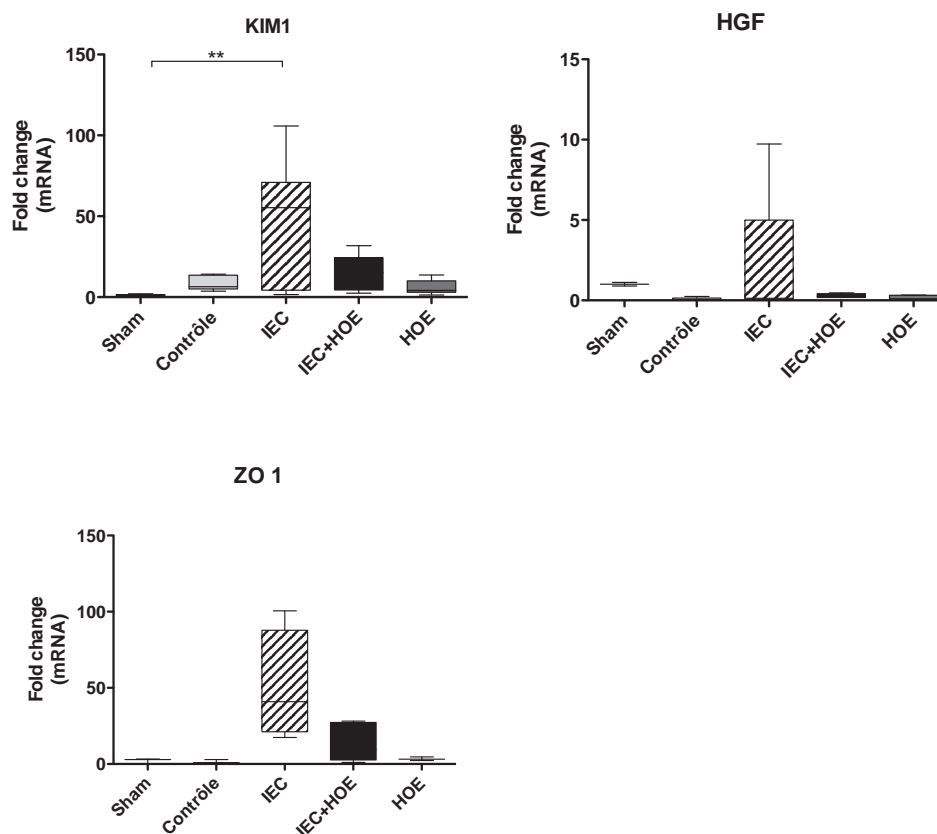 KIM1
150
100
50
0
Fold change
(mRNA)
**
Sham
Contrôle
IEC
IEC+HOE
HOE
HGF
15
10
5
0
Fold change
(mRNA)
Sham
Contrôle
IEC
IEC+HOE
HOE
ZO 1
150
100
50
0
Fold change
(mRNA)
Sham
Contrôle
IEC
IEC+HOE
HOE